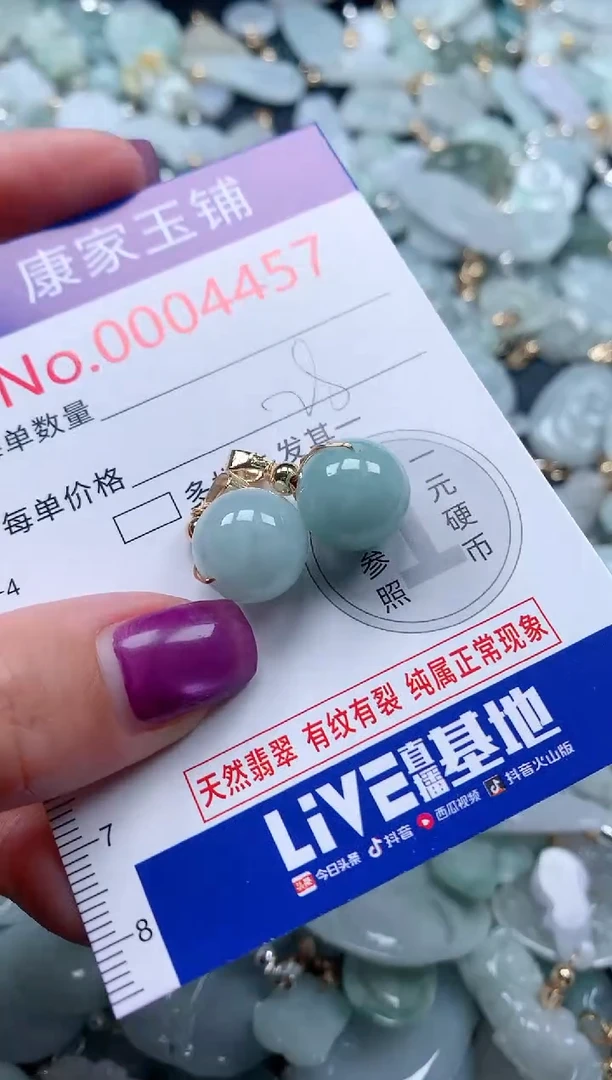 康家玉铺
No.0004457
单数量
每单价格
发其一
一元硬币
参照
-4
天然翡翠 有纹有裂 纯属正常现象
LiVE直播基地
今日头条 抖音 西瓜视频 抖音火山版
7
8